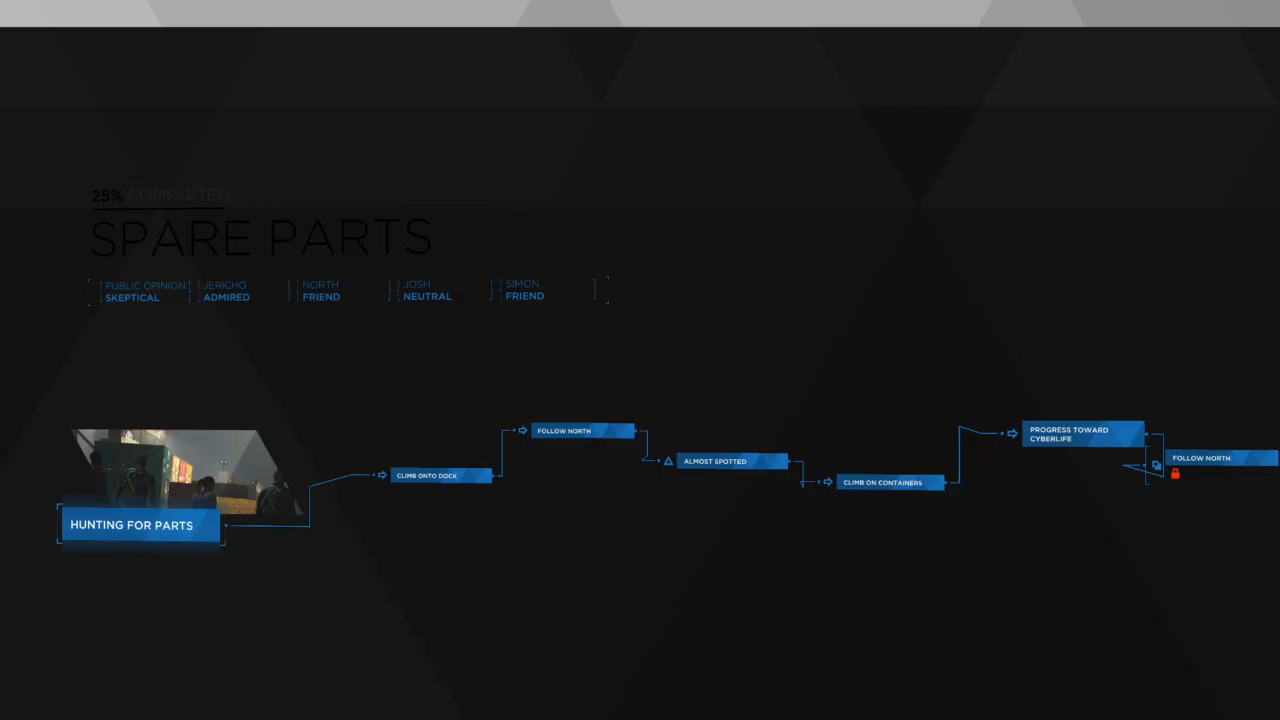 25% COMPLETED
SPARE PARTS
PUBLIC OPINION JERICHO NORTH JOSH SIMON
SKEPTICAL ADMIRED FRIEND NEUTRAL FRIEND
HUNTING FOR PARTS
CLIMB ONTO DOCK
FOLLOW NORTH
ALMOST SPOTTED
CLIMB ON CONTAINERS
PROGRESS TOWARD
CYBERLIFE
FOLLOW NORTH